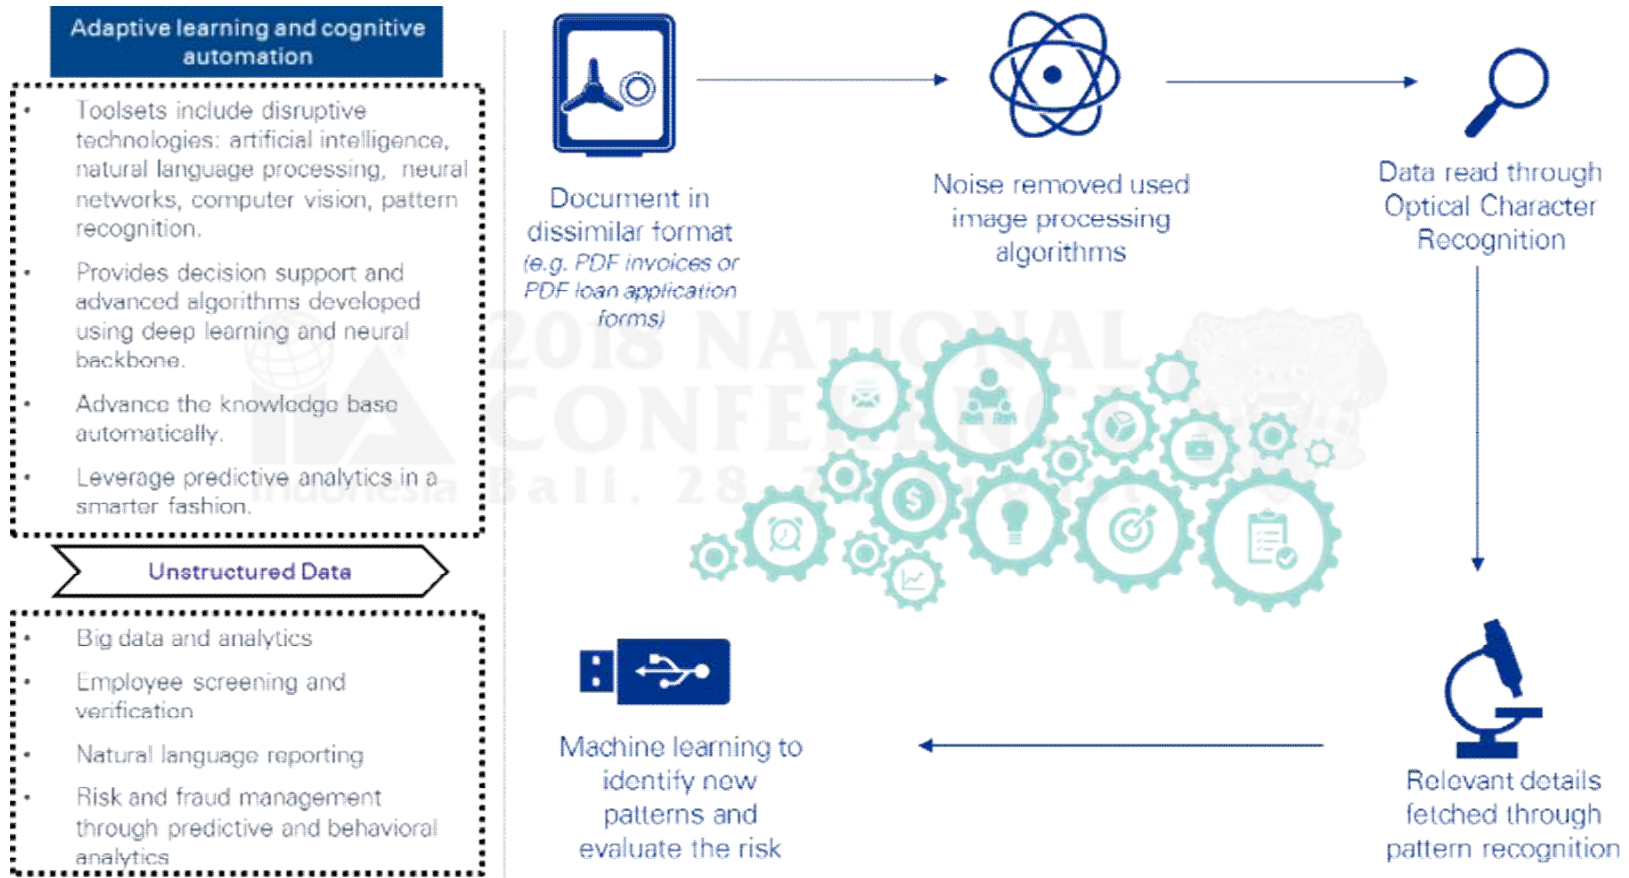 Adaptive learning and cognitive
automation
• Toolsets include disruptive
technologies: artificial intelligence,
natural language processing, neural
networks, computer vision, pattern
recognition.
• Provides decision support and
advanced algorithms developed
using deep learning and neural
backbone.
• Advance the knowledge base
automatically.
• Leverage predictive analytics in a
smarter fashion.
Unstructured Data
• Big data and analytics
• Employee screening and
verification
• Natural language reporting
• Risk and fraud management
through predictive and behavioral
analytics
Document in
dissimilar format
(e.g. PDF invoices or
PDF loan application
forms)
Noise removed used
image processing
algorithms
Data read through
Optical Character
Recognition
Relevant details
fetched through
pattern recognition
Machine learning to
identify new
patterns and
evaluate the risk
IIA
Indonesia
2018 NATIONAL
CONFERENCE
Bali, 28